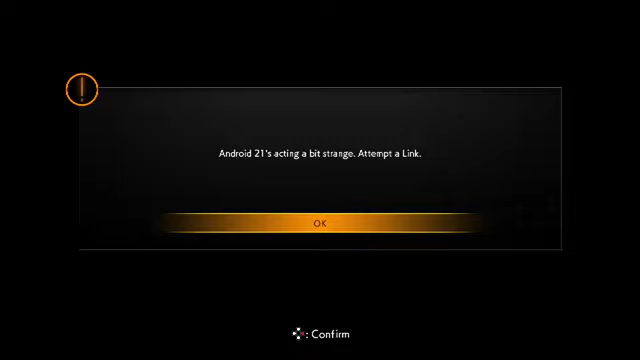 Android 21's acting a bit strange. Attempt a Link.
OK
: Confirm